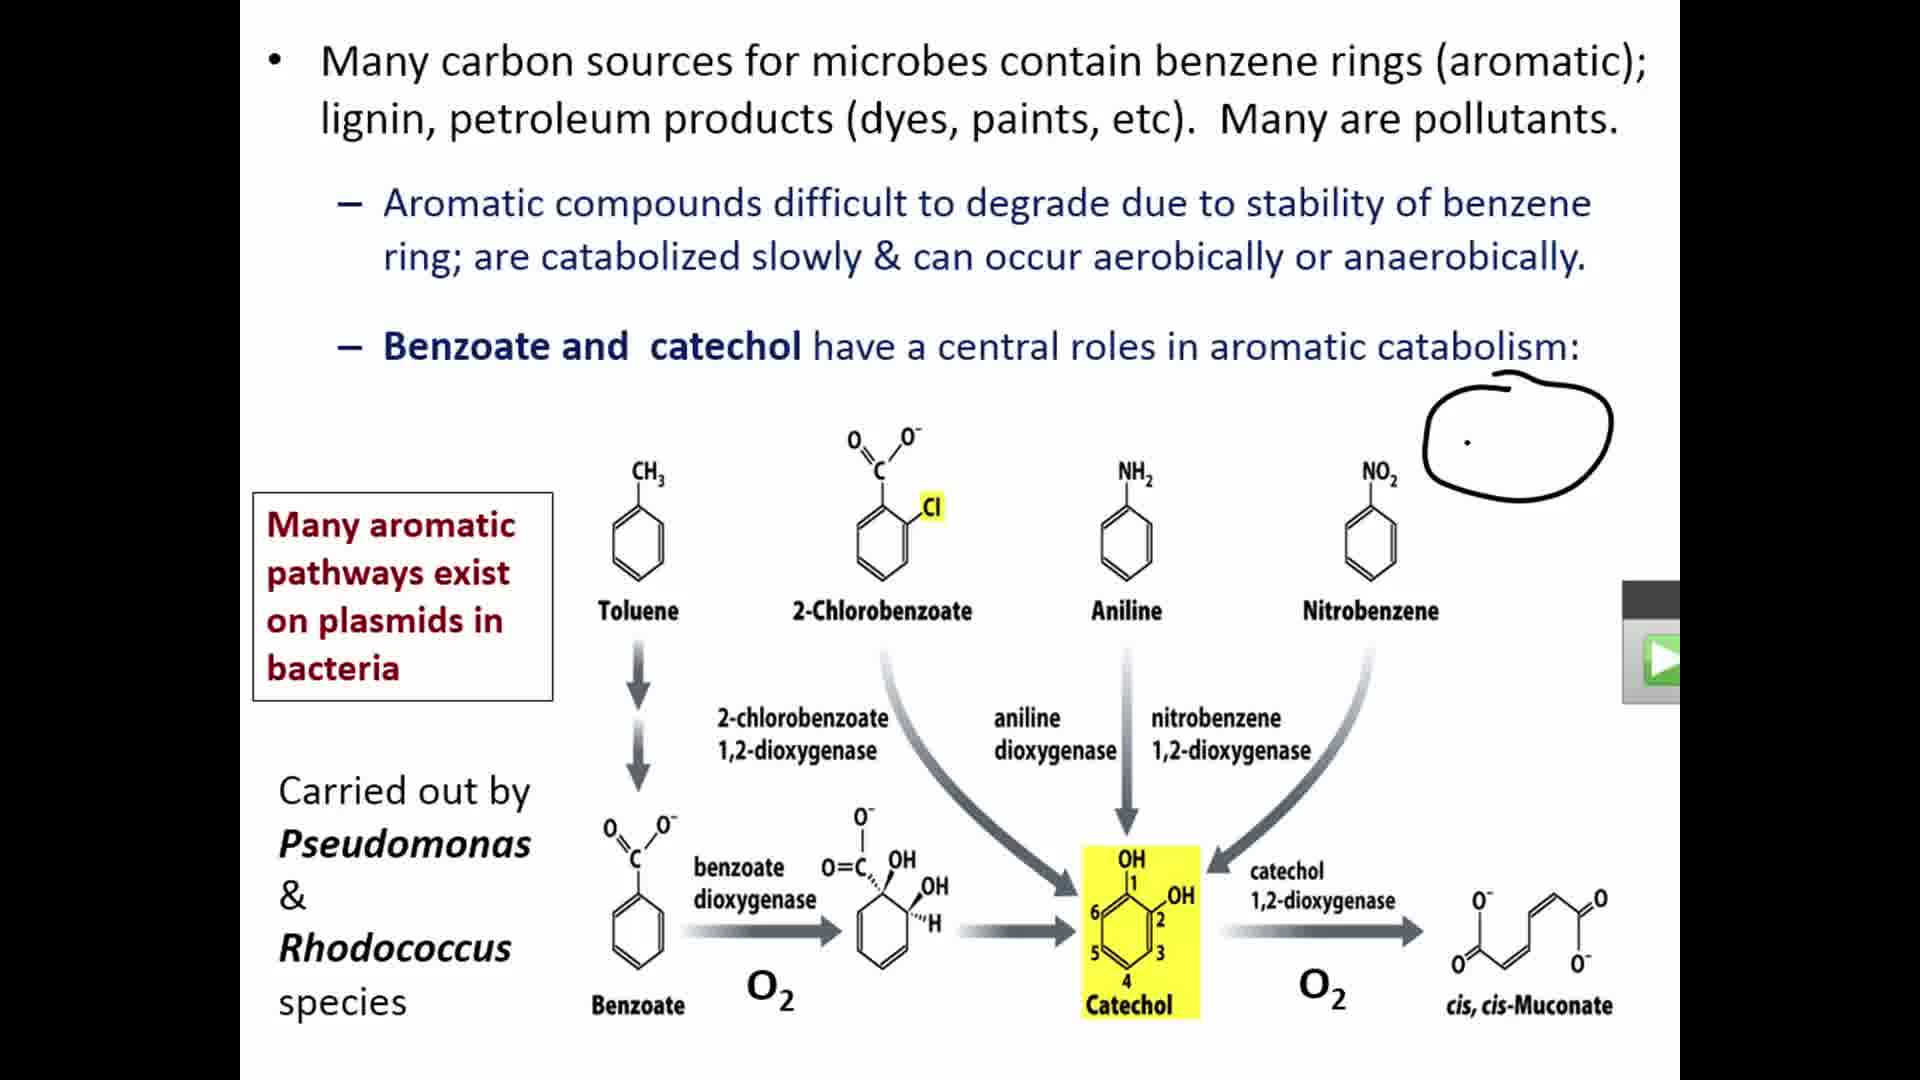 • Many carbon sources for microbes contain benzene rings (aromatic);
lignin, petroleum products (dyes, paints, etc). Many are pollutants.
– Aromatic compounds difficult to degrade due to stability of benzene
ring; are catabolized slowly & can occur aerobically or anaerobically.
– Benzoate and catechol have a central roles in aromatic catabolism:
Many aromatic
pathways exist
on plasmids in
bacteria
Carried out by
Pseudomonas
&
Rhodococcus
species
CH₃
Toluene
O O⁻
C
Cl
2-Chlorobenzoate
NH₂
Aniline
NO₂
Nitrobenzene
2-chlorobenzoate
1,2-dioxygenase
aniline
dioxygenase
nitrobenzene
1,2-dioxygenase
O O⁻
C
Benzoate
benzoate
dioxygenase
O₂
O⁻
O=C OH
OH
H
OH
1
OH
6
2
5 3
4
Catechol
catechol
1,2-dioxygenase
O₂
O⁻ O
O O⁻
cis, cis-Muconate